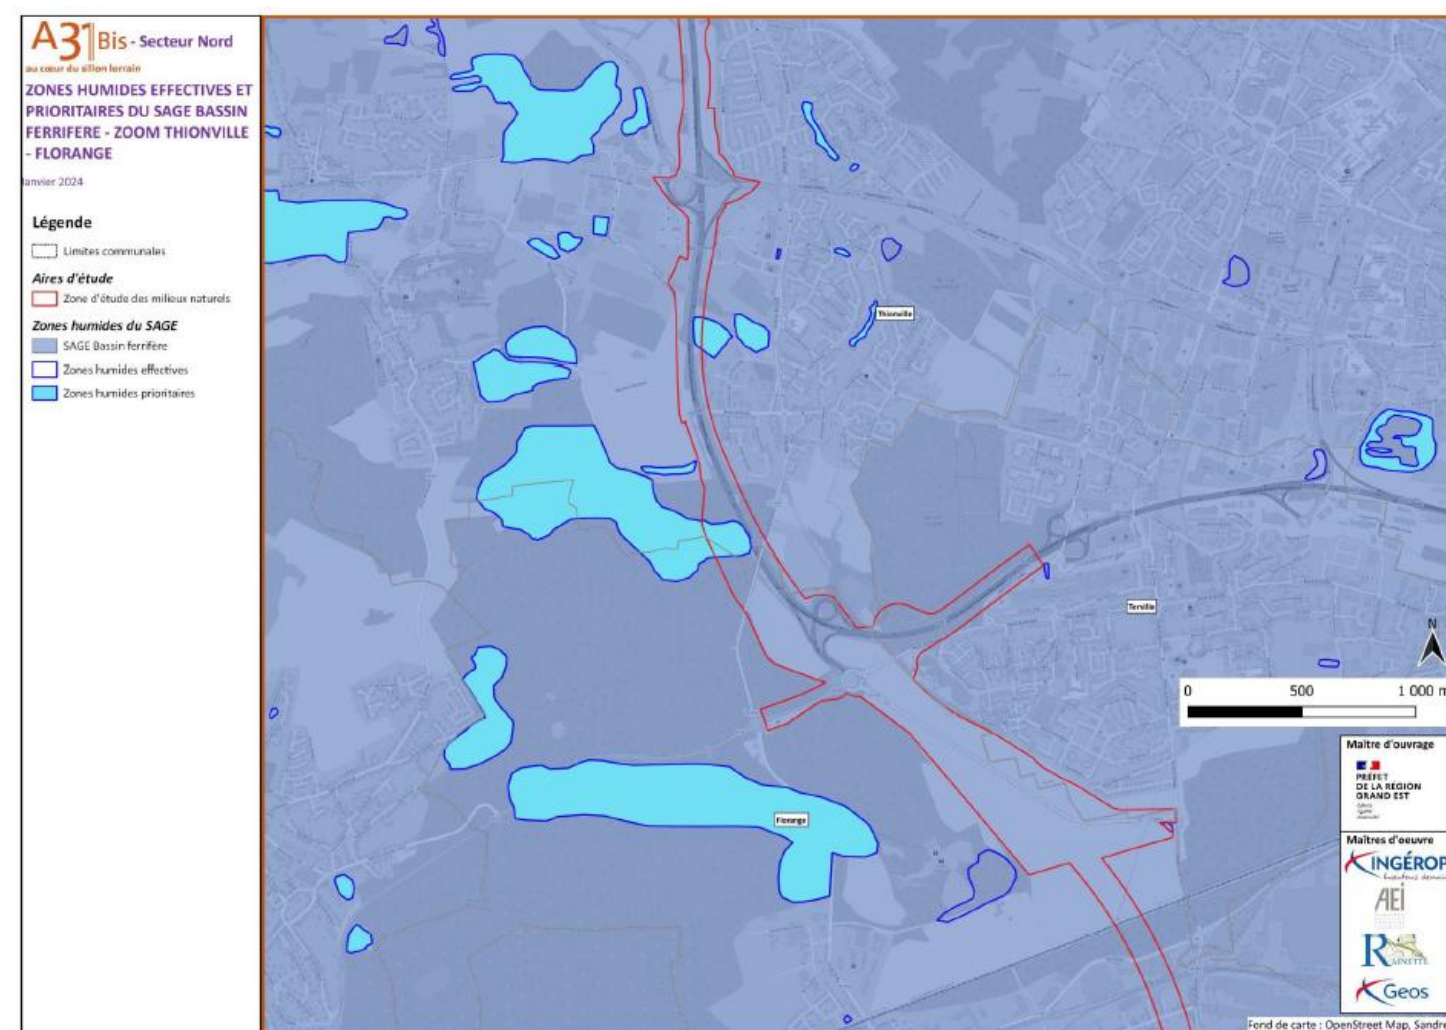 A31 Bis - Secteur Nord
au cœur du sillon lorrain
ZONES HUMIDES EFFECTIVES ET
PRIORITAIRES DU SAGE BASSIN
FERRIFERE - ZOOM THIONVILLE
- FLORANGE
Janvier 2024
Légende
Limites communales
Aires d'étude
Zone d'étude des milieux naturels
Zones humides du SAGE
SAGE Bassin ferrifère
Zones humides effectives
Zones humides prioritaires
Thionville
Terville
Florange
N
0 500 1 000 m
Maître d'ouvrage
PRÉFET
DE LA RÉGION
GRAND EST
Maîtres d'oeuvre
INGÉROP
AEI
RAINETTE
Geos
Fond de carte : OpenStreet Map, Sandre